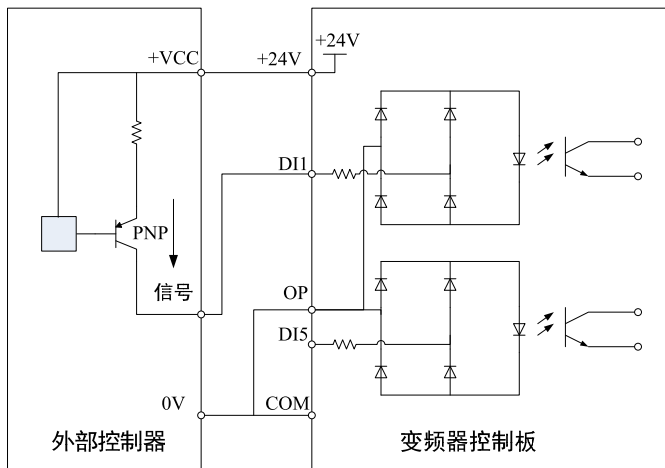 +24V
+VCC
+24V
DI1
PNP
信号
OP
DI5
0V
COM
外部控制器
变频器控制板